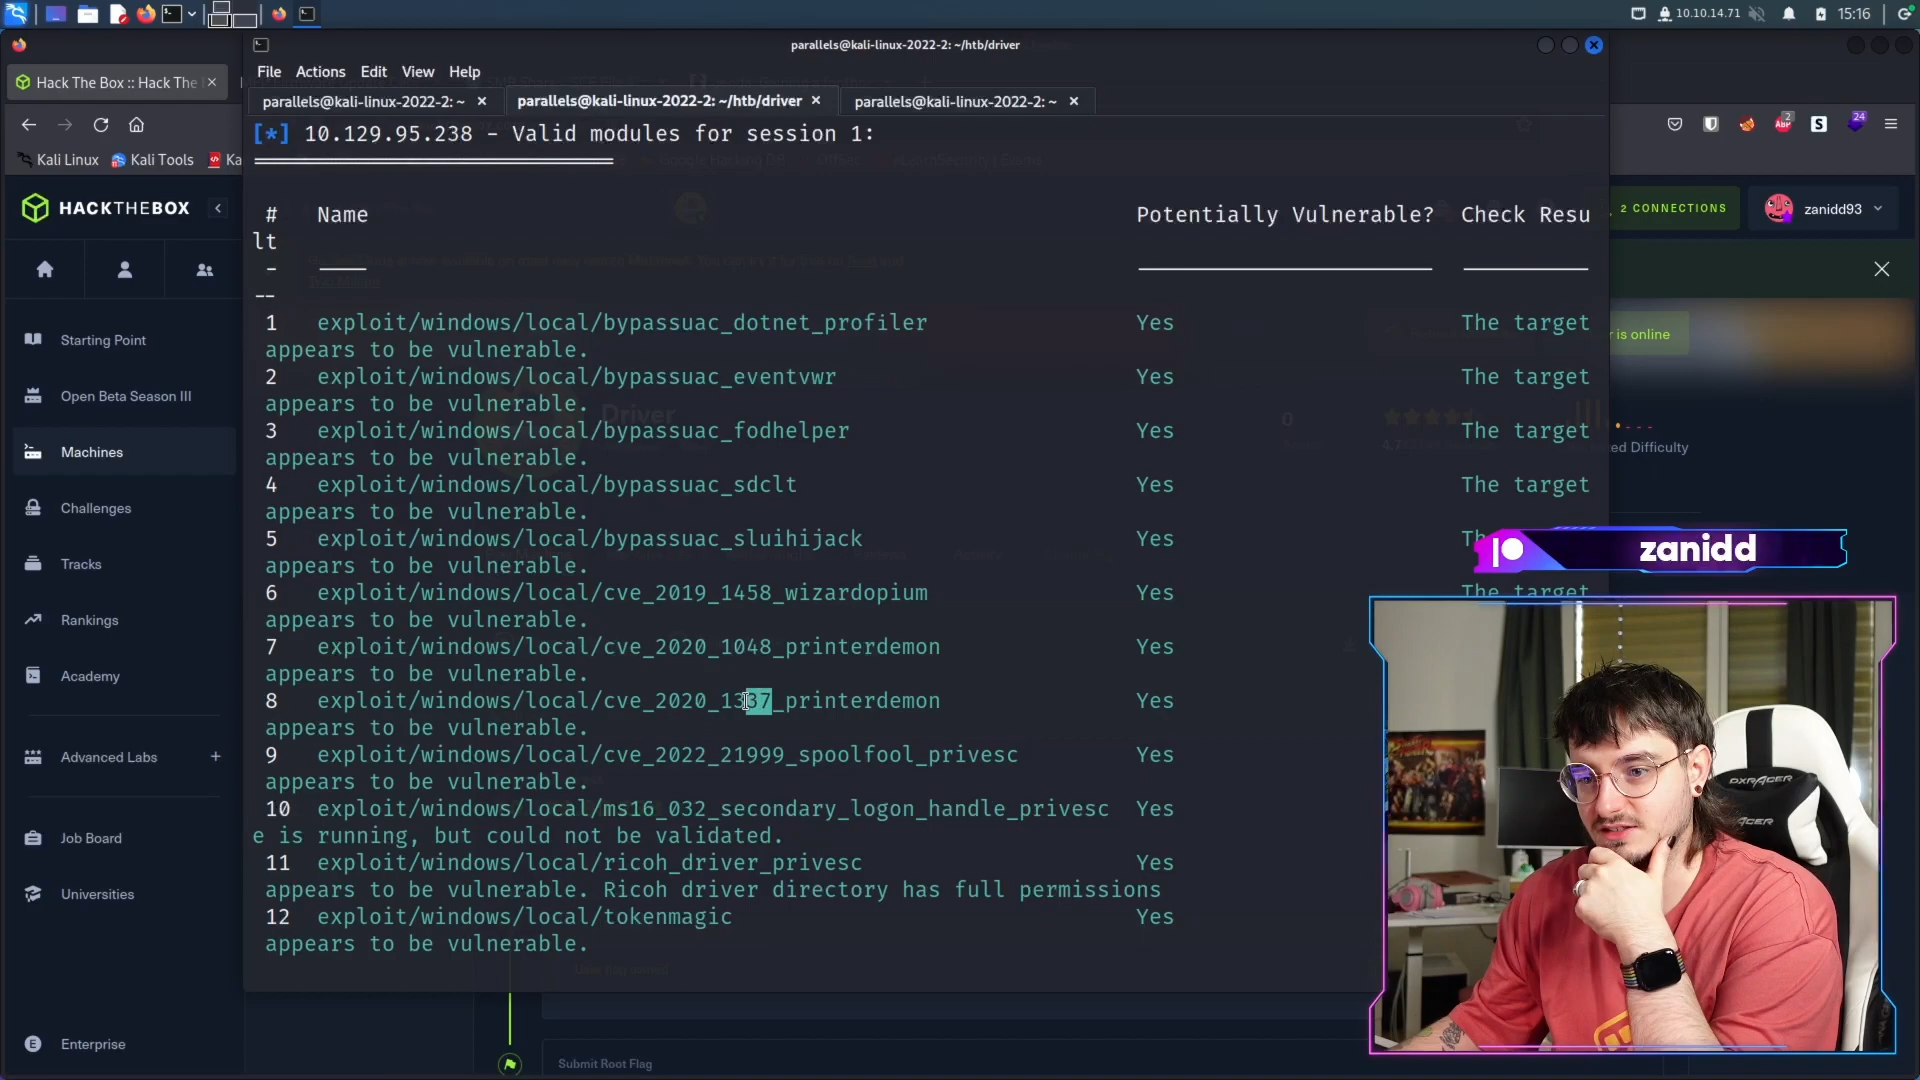 10.10.14.71
15:16
parallels@kali-linux-2022-2: ~/htb/driver
File Actions Edit View Help
Hack The Box :: Hack The
parallels@kali-linux-2022-2: ~
parallels@kali-linux-2022-2: ~/htb/driver
parallels@kali-linux-2022-2: ~
Kali Linux
Kali Tools
Ka
2
24
HACKTHEBOX
2 CONNECTIONS
zanidd93
Starting Point
Open Beta Season III
Machines
Challenges
Tracks
Rankings
Academy
Advanced Labs
Job Board
Universities
Enterprise
[*] 10.129.95.238 - Valid modules for session 1:
# Name Potentially Vulnerable? Check Resu
lt
- ---- 
--
1 exploit/windows/local/bypassuac_dotnet_profiler Yes The target
appears to be vulnerable.
2 exploit/windows/local/bypassuac_eventvwr Yes The target
appears to be vulnerable.
3 exploit/windows/local/bypassuac_fodhelper Yes The target
appears to be vulnerable.
4 exploit/windows/local/bypassuac_sdclt Yes The target
appears to be vulnerable.
5 exploit/windows/local/bypassuac_sluihijack Yes Th
appears to be vulnerable.
6 exploit/windows/local/cve_2019_1458_wizardopium Yes The target
appears to be vulnerable.
7 exploit/windows/local/cve_2020_1048_printerdemon Yes
appears to be vulnerable.
8 exploit/windows/local/cve_2020_1337_printerdemon Yes
appears to be vulnerable.
9 exploit/windows/local/cve_2022_21999_spoolfool_privesc Yes
appears to be vulnerable.
10 exploit/windows/local/ms16_032_secondary_logon_handle_privesc Yes
e is running, but could not be validated.
11 exploit/windows/local/ricoh_driver_privesc Yes
appears to be vulnerable. Ricoh driver directory has full permissions
12 exploit/windows/local/tokenmagic Yes
appears to be vulnerable.
Driver
0
r is online
ed Difficulty
zanidd
DXRACER
Submit Root Flag